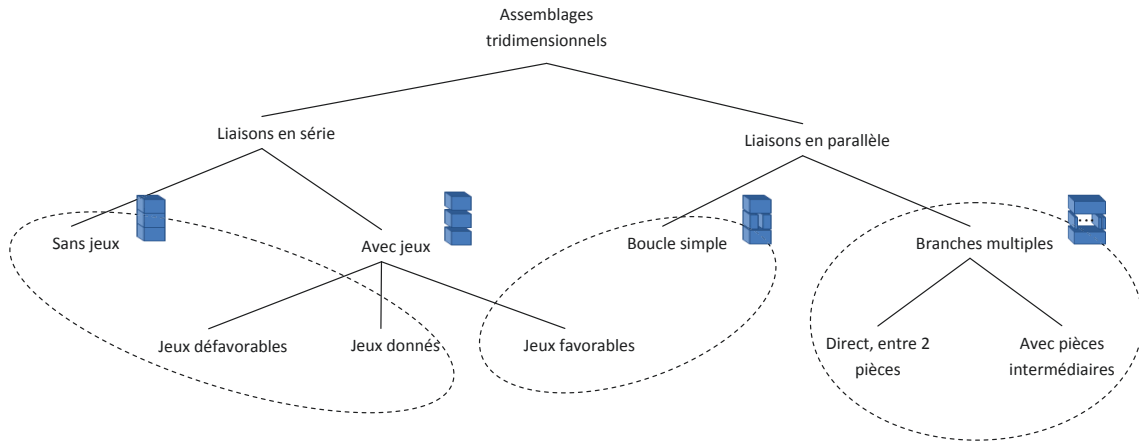 Assemblages
tridimensionnels
Liaisons en série
Liaisons en parallèle
Sans jeux
Avec jeux
Boucle simple
Branches multiples
Jeux défavorables
Jeux donnés
Jeux favorables
Direct, entre 2
pièces
Avec pièces
intermédiaires